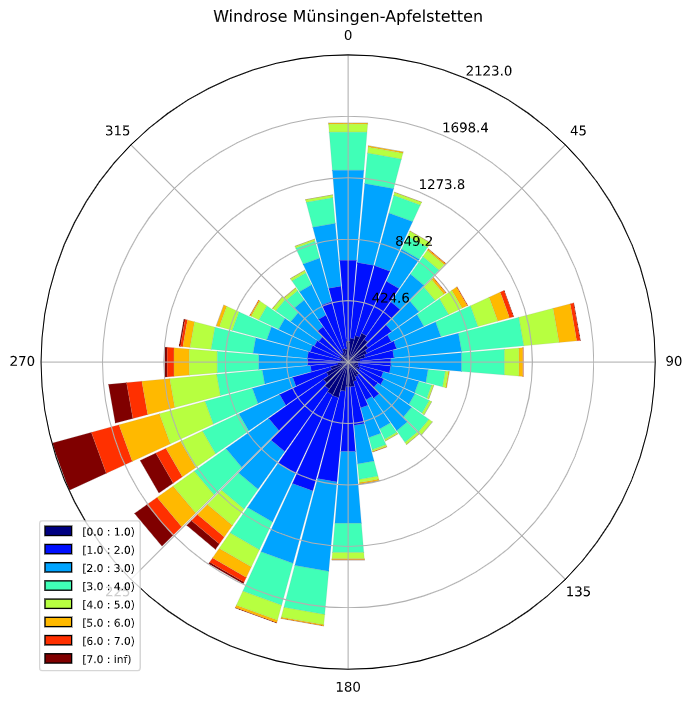 Windrose Münsingen-Apfelstetten
0
2123.0
315
45
1698.4
1273.8
849.2
424.6
270
90
[0.0 : 1.0)
[1.0 : 2.0)
[2.0 : 3.0)
[3.0 : 4.0)
225
135
[4.0 : 5.0)
[5.0 : 6.0)
[6.0 : 7.0)
[7.0 : inf)
180